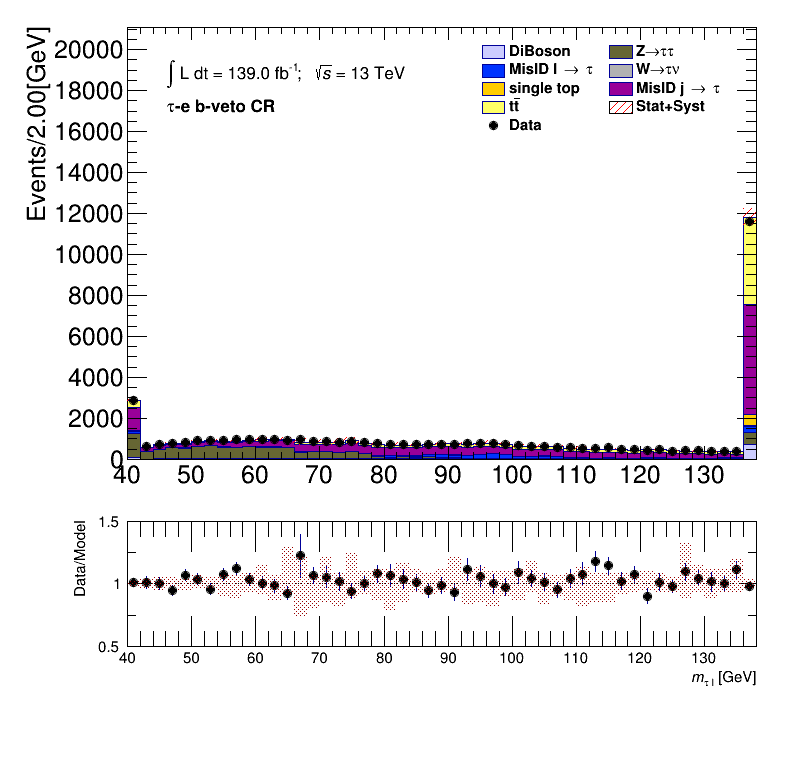 Events/2.00[GeV]
20000
18000
16000
14000
12000
10000
8000
6000
4000
2000
0
∫ L dt = 139.0 fb⁻¹; √s = 13 TeV
τ-e b-veto CR
DiBoson
MisID l → τ
single top
tt̄
Data
Z→ττ
W→τν
MisID j → τ
Stat+Syst
40 50 60 70 80 90 100 110 120 130
Data/Model
1.5
1
0.5
40 50 60 70 80 90 100 110 120 130
m_τ l [GeV]